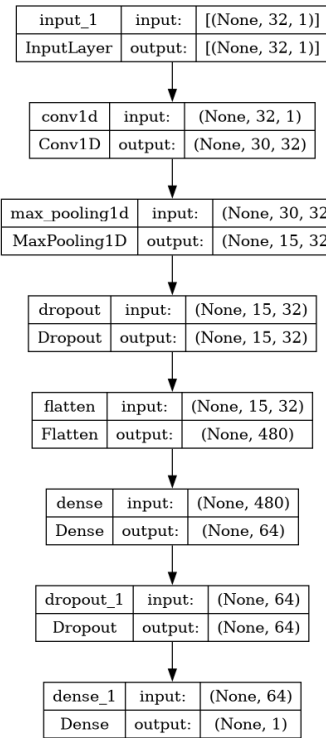 input_1 input: [(None, 32, 1)]
InputLayer output: [(None, 32, 1)]
conv1d input: (None, 32, 1)
Conv1D output: (None, 30, 32)
max_pooling1d input: (None, 30, 32
MaxPooling1D output: (None, 15, 32
dropout input: (None, 15, 32)
Dropout output: (None, 15, 32)
flatten input: (None, 15, 32)
Flatten output: (None, 480)
dense input: (None, 480)
Dense output: (None, 64)
dropout_1 input: (None, 64)
Dropout output: (None, 64)
dense_1 input: (None, 64)
Dense output: (None, 1)